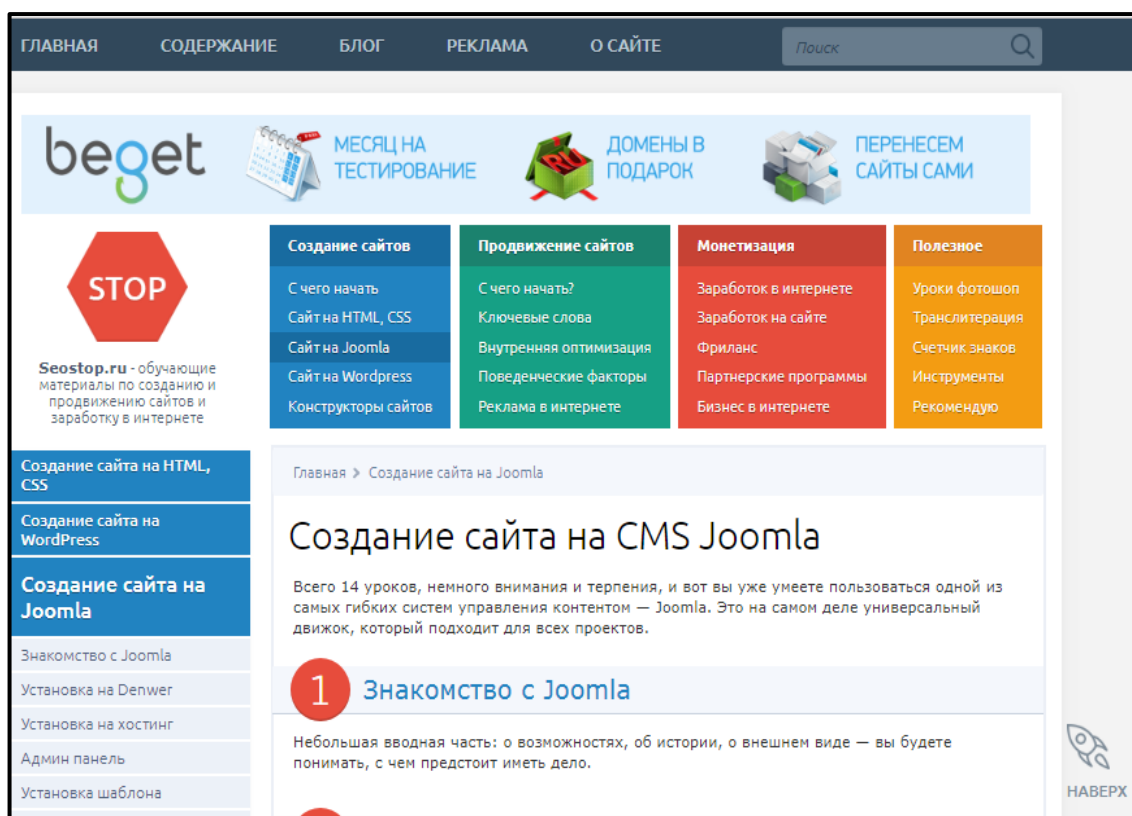 ГЛАВНАЯ СОДЕРЖАНИЕ БЛОГ РЕКЛАМА О САЙТЕ Поиск
beget
МЕСЯЦ НА
ТЕСТИРОВАНИЕ
RU
ДОМЕНЫ В
ПОДАРОК
ПЕРЕНЕСЕМ
САЙТЫ САМИ
STOP
Seostop.ru - обучающие
материалы по созданию и
продвижению сайтов и
заработку в интернете
Создание сайтов
С чего начать
Сайт на HTML, CSS
Сайт на Joomla
Сайт на Wordpress
Конструкторы сайтов
Продвижение сайтов
С чего начать?
Ключевые слова
Внутренняя оптимизация
Поведенческие факторы
Реклама в интернете
Монетизация
Заработок в интернете
Заработок на сайте
Фриланс
Партнерские программы
Бизнес в интернете
Полезное
Уроки фотошоп
Транслитерация
Счетчик знаков
Инструменты
Рекомендую
Создание сайта на HTML,
CSS
Создание сайта на
WordPress
Создание сайта на
Joomla
Знакомство с Joomla
Установка на Denwer
Установка на хостинг
Админ панель
Установка шаблона
Главная > Создание сайта на Joomla
Создание сайта на CMS Joomla
Всего 14 уроков, немного внимания и терпения, и вот вы уже умеете пользоваться одной из
самых гибких систем управления контентом — Joomla. Это на самом деле универсальный
движок, который подходит для всех проектов.
1 Знакомство с Joomla
Небольшая вводная часть: о возможностях, об истории, о внешнем виде — вы будете
понимать, с чем предстоит иметь дело.
НАВЕРХ